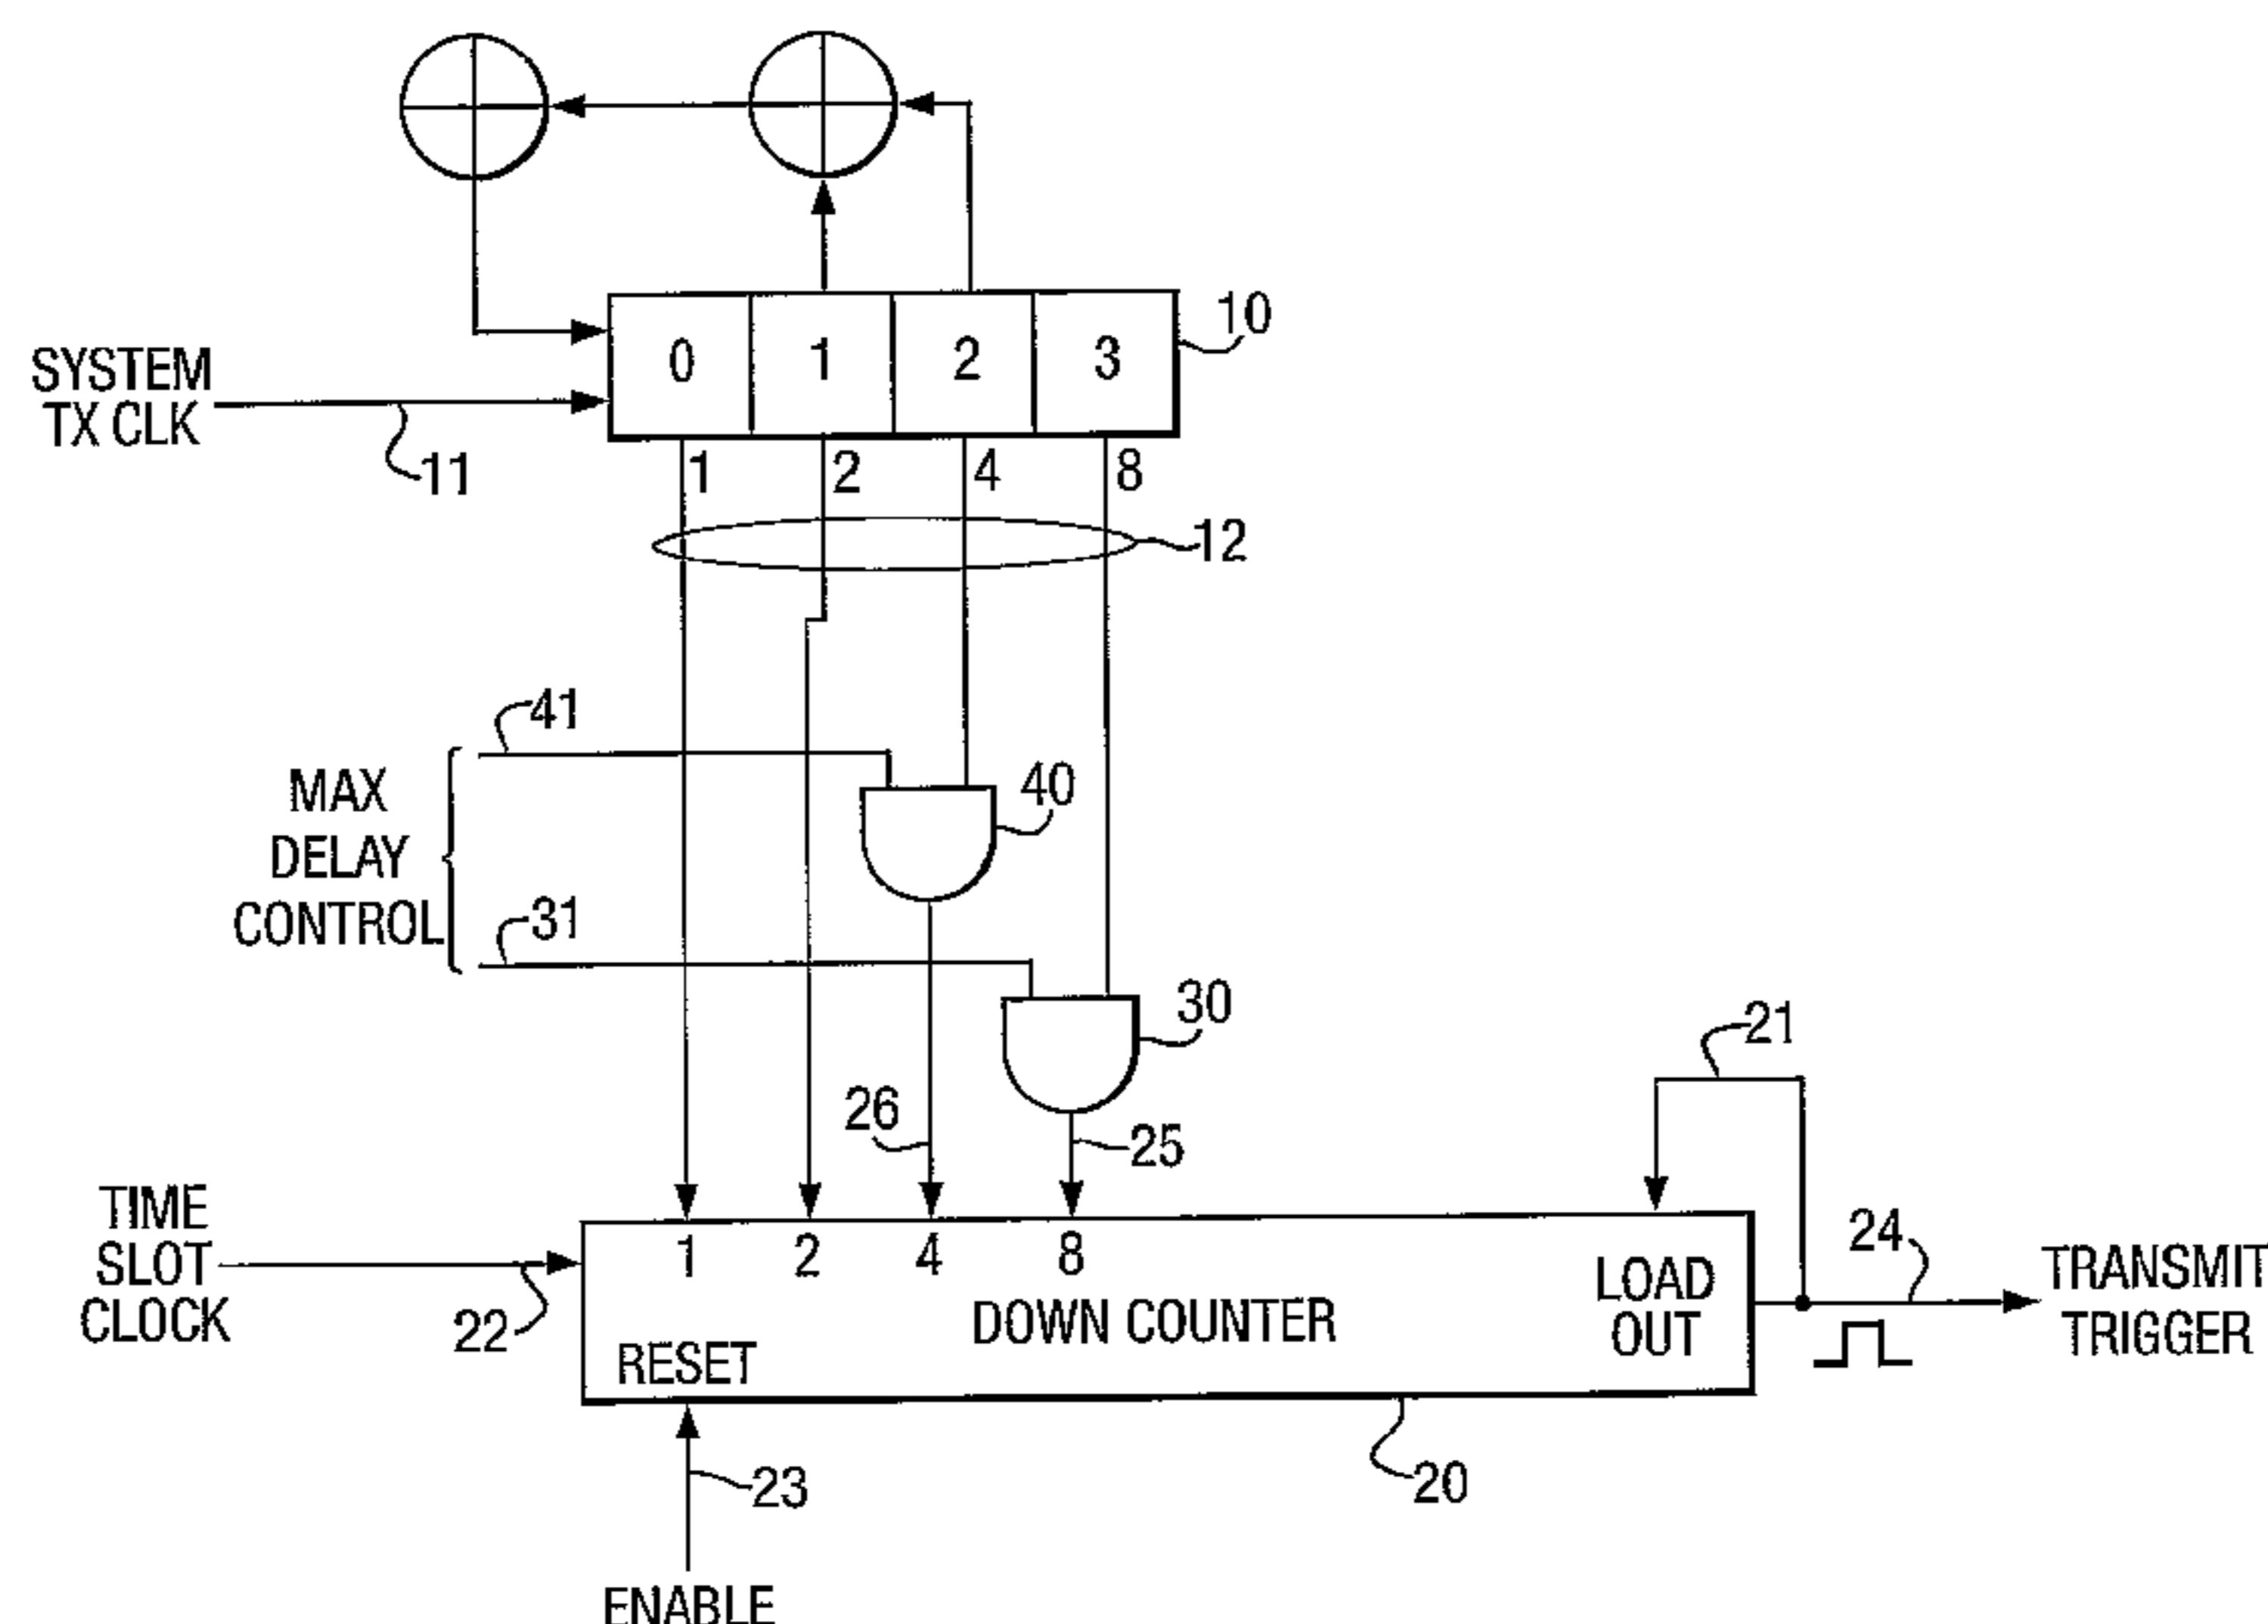 0 1 2 3
10
SYSTEM
TX CLK
11
1 2 4 8
12
41
MAX
DELAY
CONTROL
40
31
30
21
26
25
TIME
SLOT
CLOCK
22
1 2 4 8
DOWN COUNTER
RESET
LOAD
OUT
24
TRANSMIT
TRIGGER
23
20
ENABLE